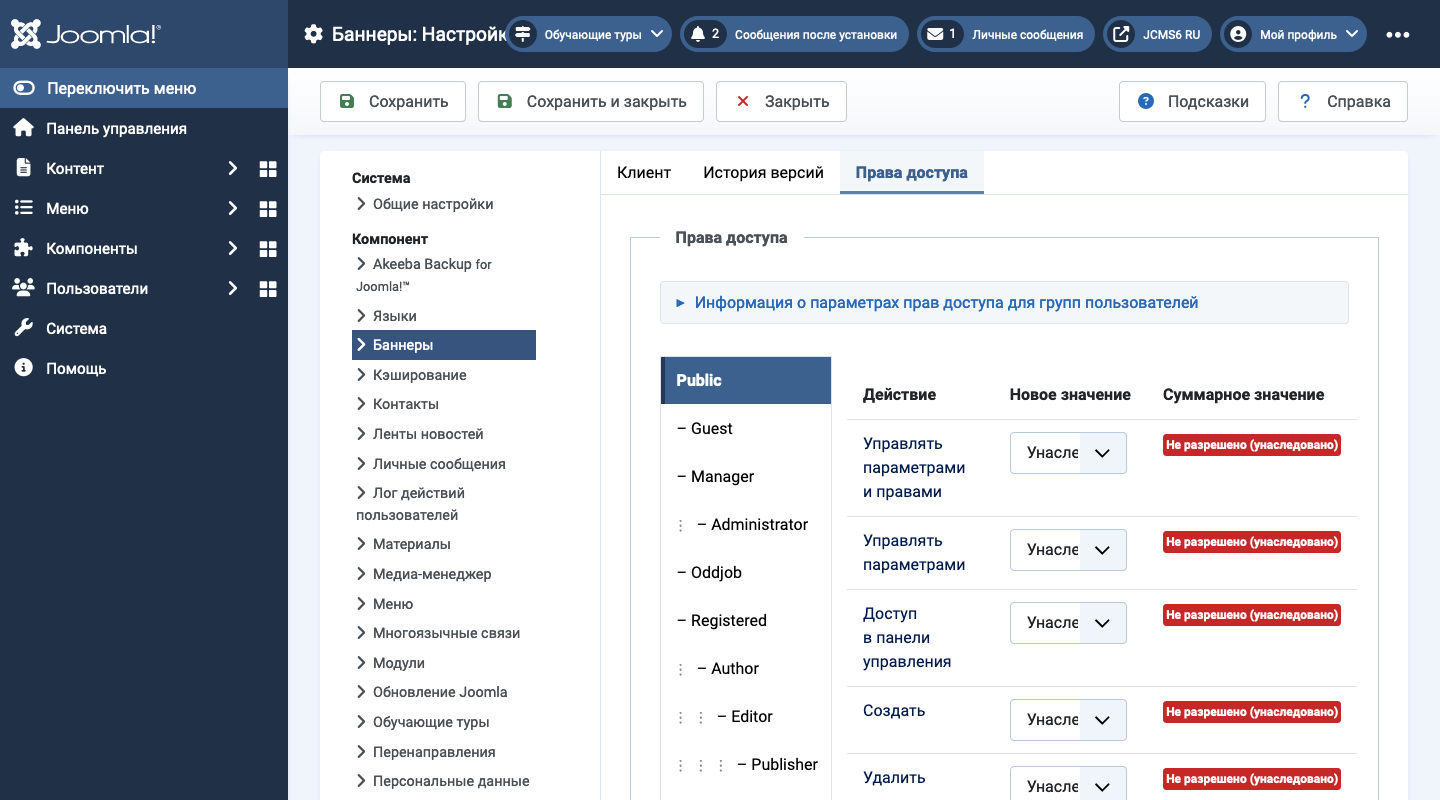 Joomla!®
Баннеры: Настройк
Обучающие туры
2 Сообщения после установки
1 Личные сообщения
JCMS6 RU
Мой профиль
Переключить меню
Панель управления
Контент
Меню
Компоненты
Пользователи
Система
Помощь
Сохранить
Сохранить и закрыть
Закрыть
Подсказки
Справка
Система
Общие настройки
Компонент
Akeeba Backup for
Joomla!™
Языки
Баннеры
Кэширование
Контакты
Ленты новостей
Личные сообщения
Лог действий
пользователей
Материалы
Медиа-менеджер
Меню
Многоязычные связи
Модули
Обновление Joomla
Обучающие туры
Перенаправления
Персональные данные
Клиент
История версий
Права доступа
Права доступа
Информация о параметрах прав доступа для групп пользователей
Public
– Guest
– Manager
– Administrator
– Oddjob
– Registered
– Author
– Editor
– Publisher
Действие Новое значение Суммарное значение
Управлять
параметрами
и правами
Унасле
Не разрешено (унаследовано)
Управлять
параметрами
Унасле
Не разрешено (унаследовано)
Доступ
в панели
управления
Унасле
Не разрешено (унаследовано)
Создать
Унасле
Не разрешено (унаследовано)
Удалить
Унасле
Не разрешено (унаследовано)